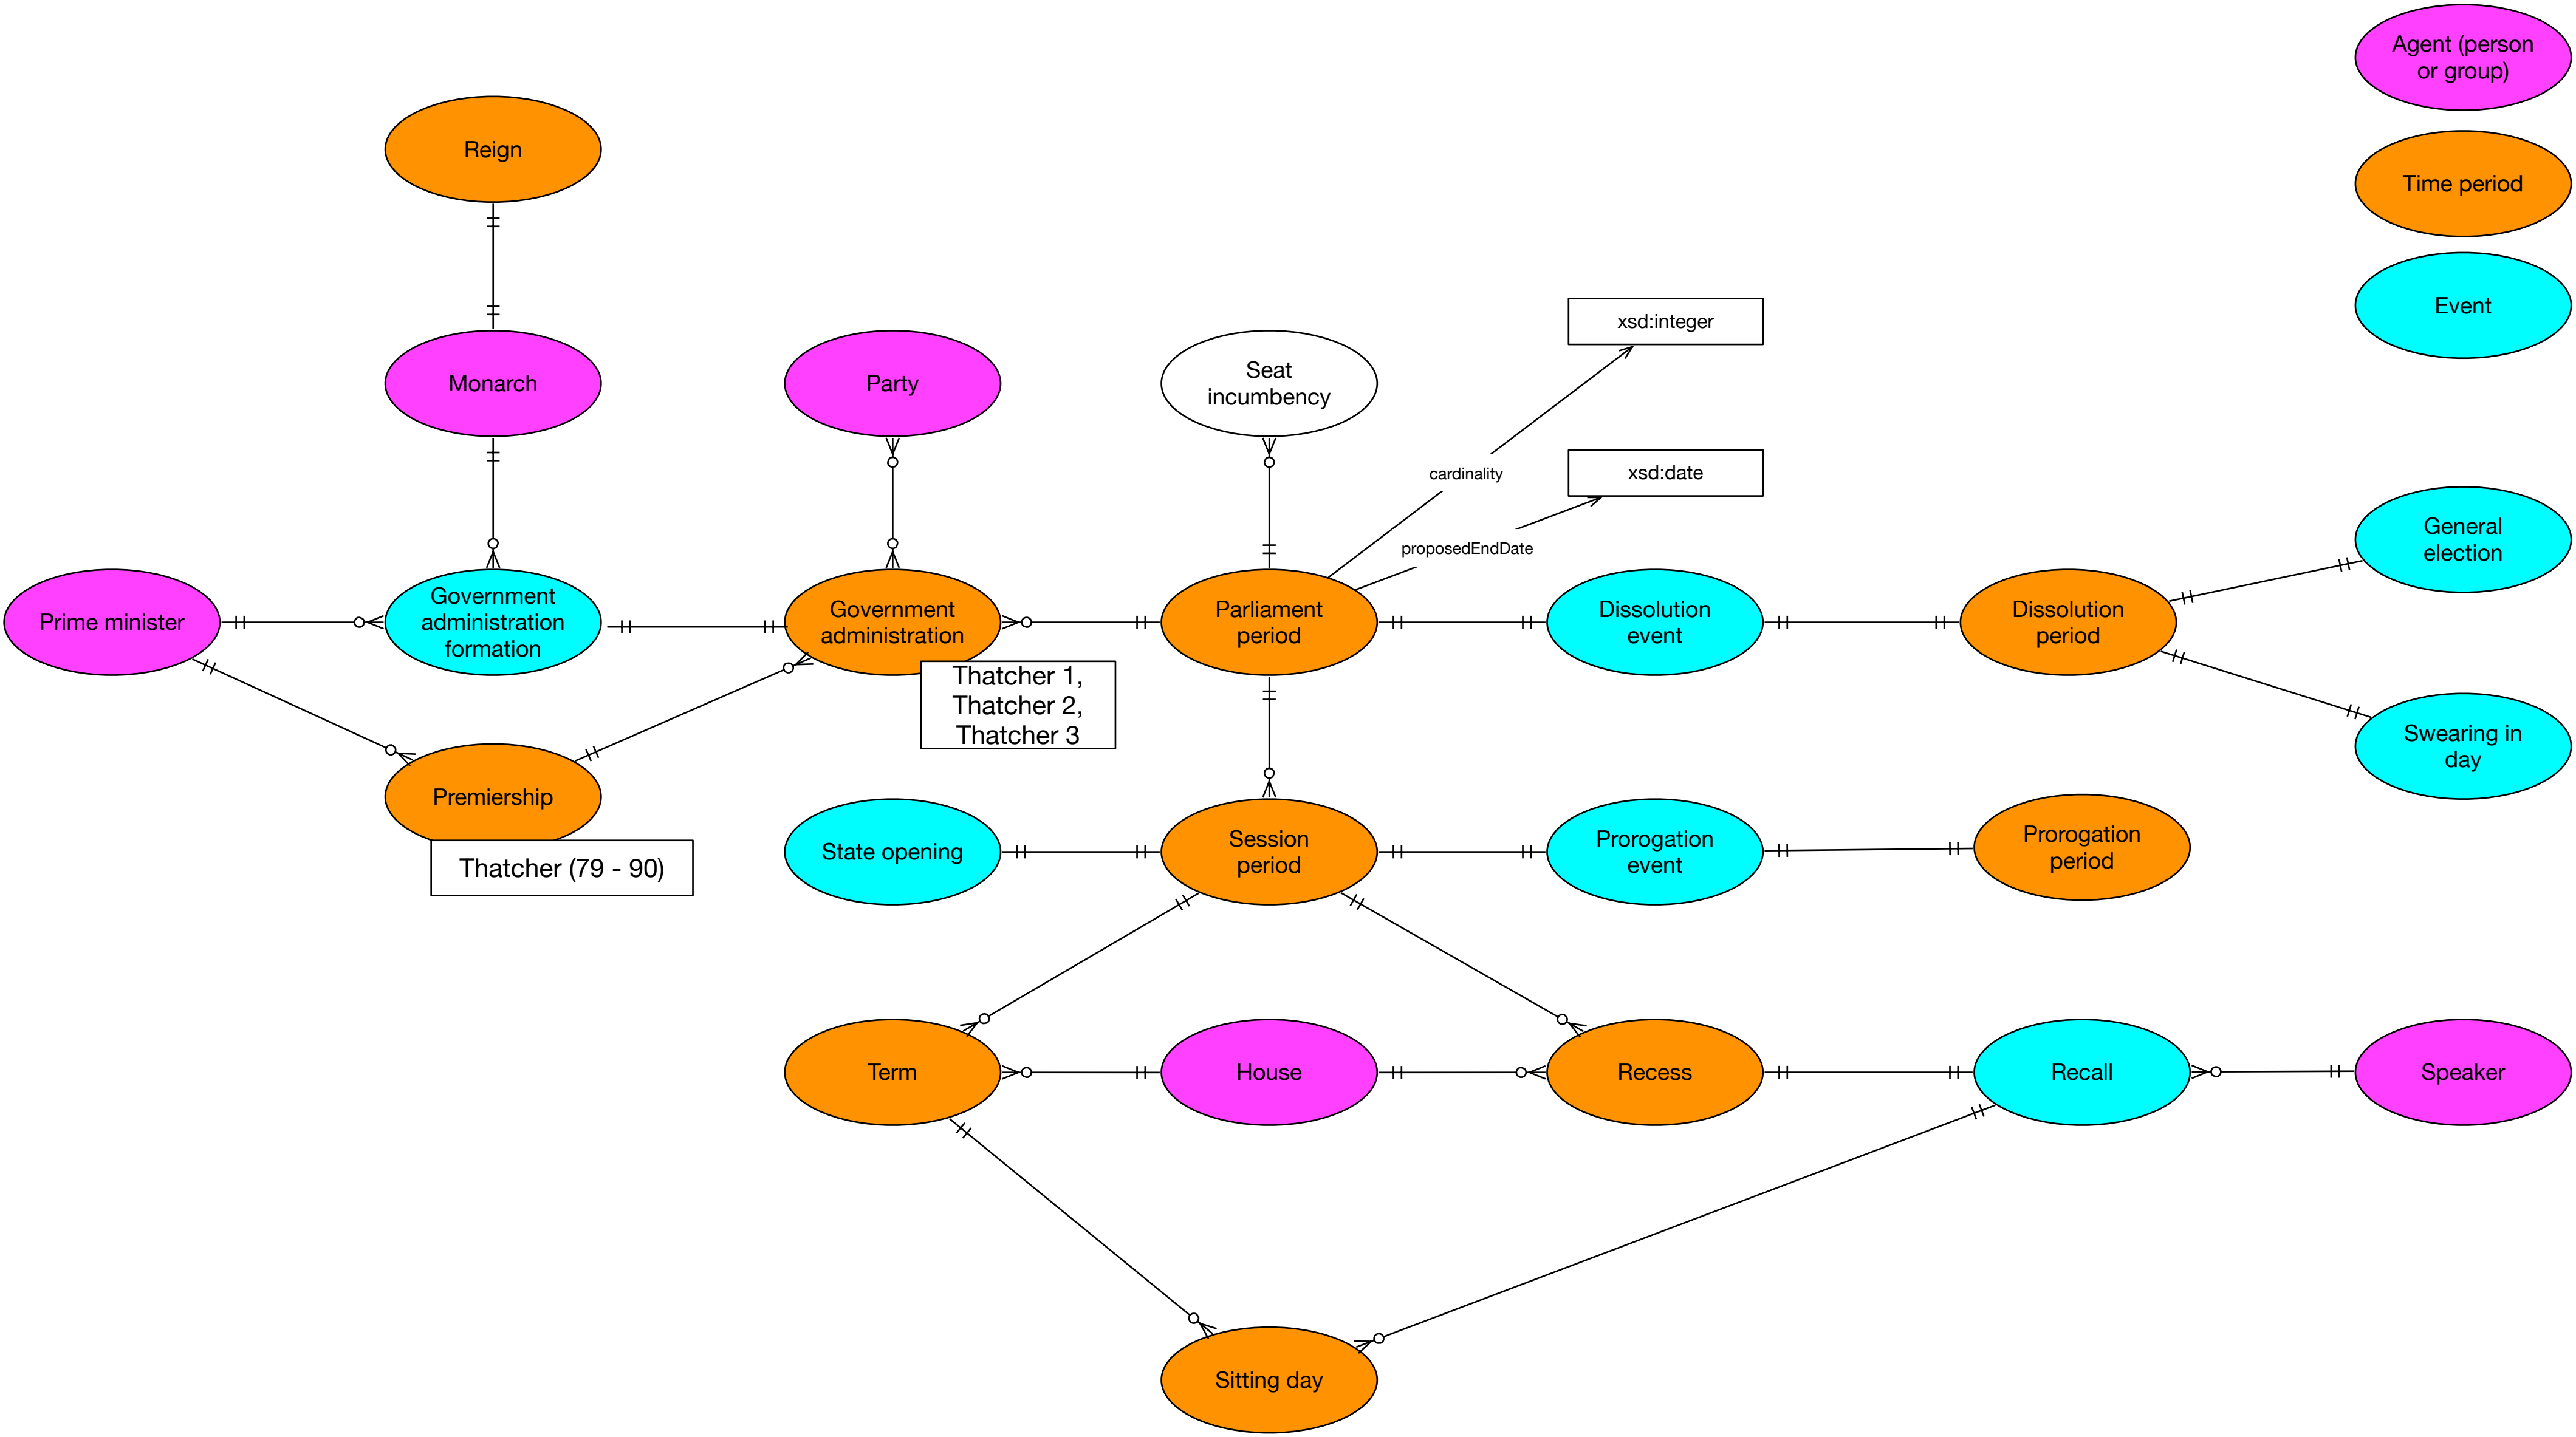 Agent (person
or group)
Reign
Time period
Event
xsd:integer
Monarch
Party
Seat
incumbency
cardinality
xsd:date
proposedEndDate
General
election
Prime minister
Government
administration
formation
Government
administration
Parliament
period
Dissolution
event
Dissolution
period
Thatcher 1,
Thatcher 2,
Thatcher 3
Swearing in
day
Premiership
Thatcher (79 - 90)
State opening
Session
period
Prorogation
event
Prorogation
period
Term
House
Recess
Recall
Speaker
Sitting day